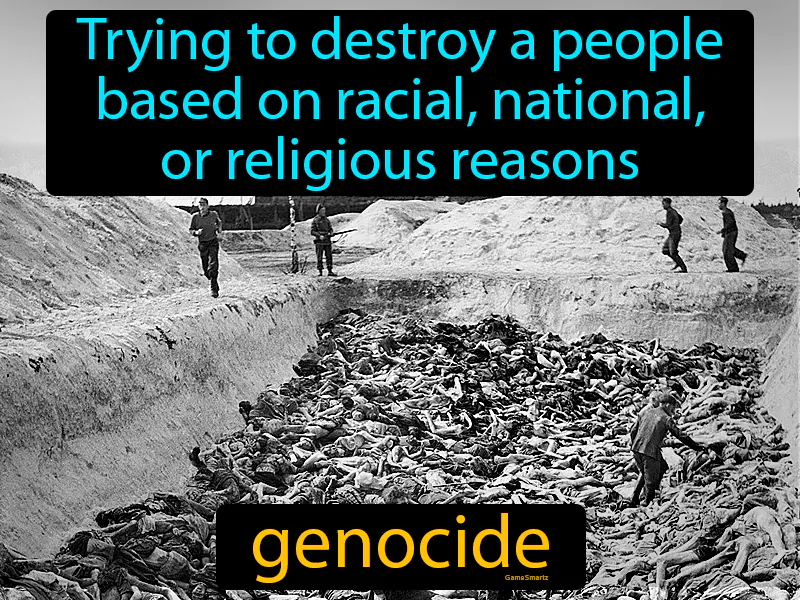 Trying to destroy a people
based on racial, national,
or religious reasons
genocide
GameSmartz